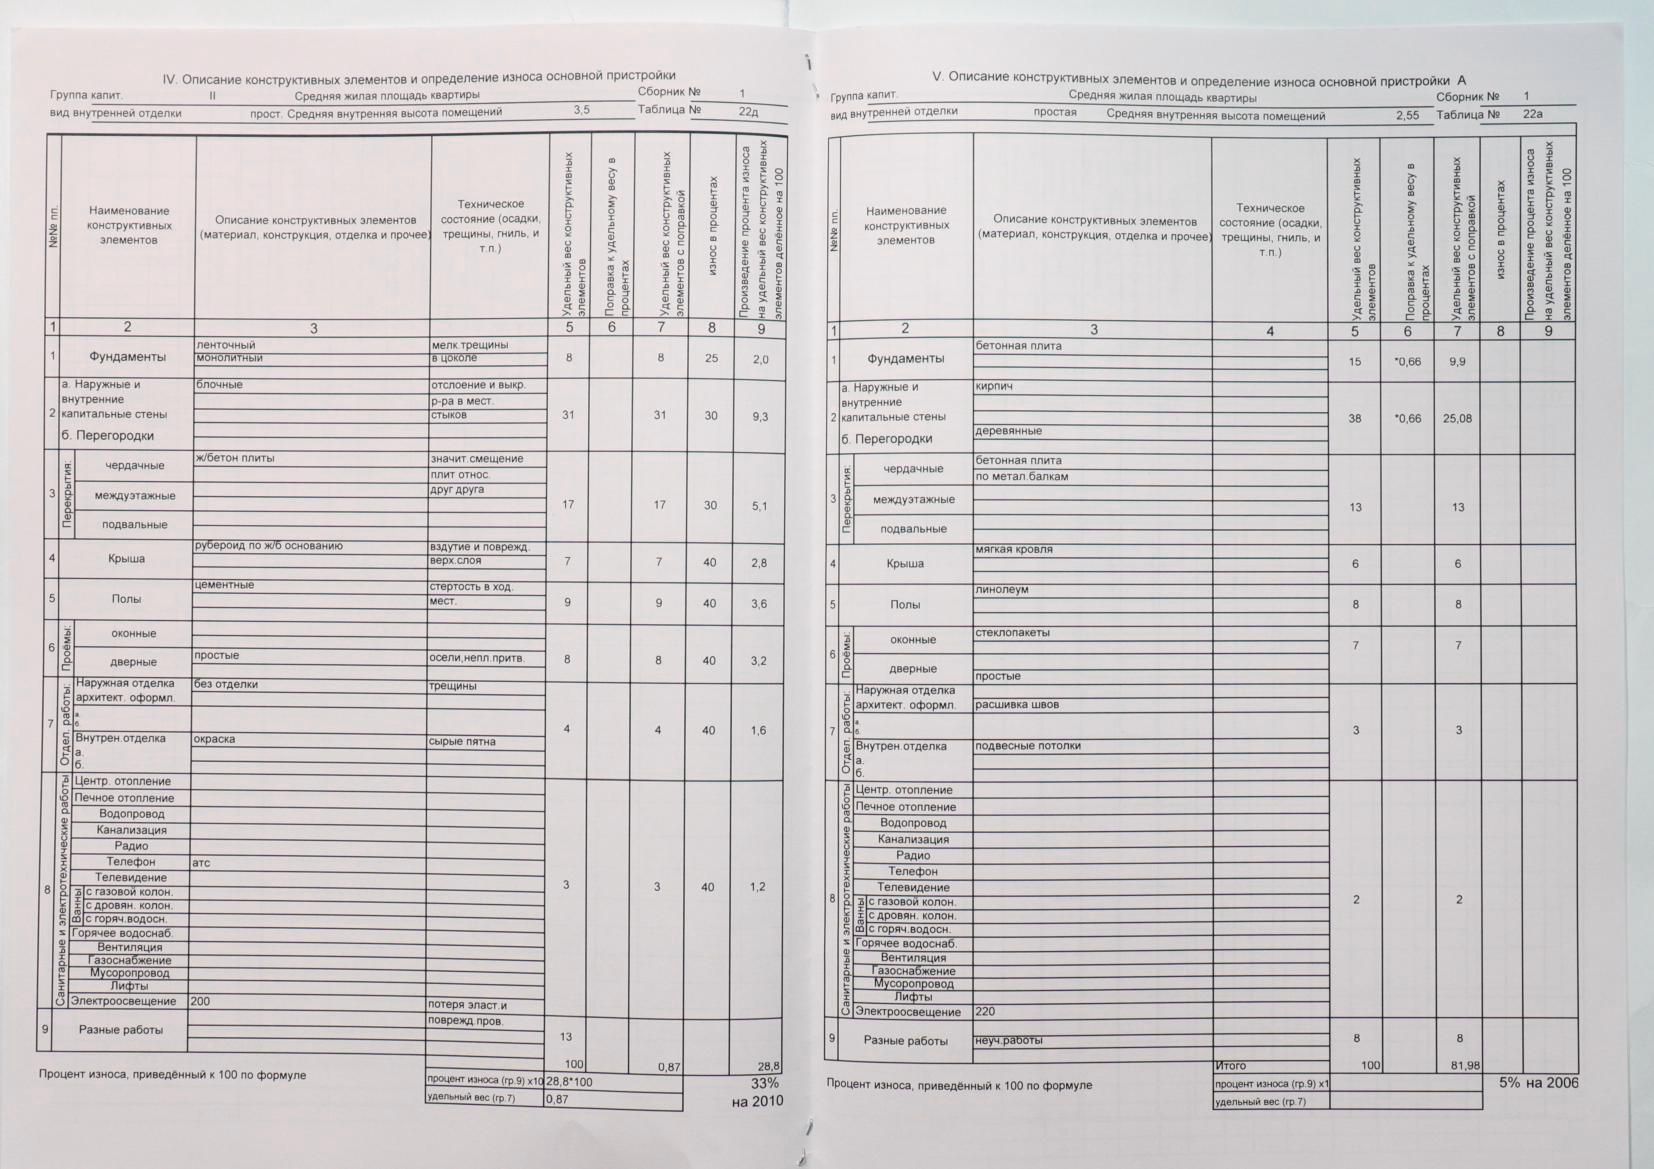 IV. Описание конструктивных элементов и определение износа основной пристройки
Группа капит. II Средняя жилая площадь квартиры Сборник № 1
вид внутренней отделки прост. Средняя внутренняя высота помещений 3,5 Таблица № 22д
№№ пп.
Наименование конструктивных элементов
Описание конструктивных элементов (материал, конструкция, отделка и прочее)
Техническое состояние (осадки, трещины, гниль, и т.п.)
Удельный вес конструктивных элементов
Поправка к удельному весу в процентах
Удельный вес конструктивных элементов с поправкой
износ в процентах
Произведение процента износа на удельный вес конструктивных элементов делённое на 100
1 2 3 5 6 7 8 9
1 Фундаменты ленточный мелк.трещины 8 8 25 2,0
монолитный в цоколе
2 а. Наружные и внутренние капитальные стены блочные отслоение и выкр. 31 31 30 9,3
р-ра в мест.
стыков
б. Перегородки
3 Перекрытия: чердачные ж/бетон плиты значит.смещение 17 17 30 5,1
плит относ.
друг друга
междуэтажные
подвальные
4 Крыша рубероид по ж/б основанию вздутие и поврежд. 7 7 40 2,8
верх.слоя
5 Полы цементные стертость в ход. 9 9 40 3,6
мест.
6 Проёмы: оконные 8 8 40 3,2
дверные простые осели,непл.притв.
7 Отдел. работы: Наружная отделка без отделки трещины 4 4 40 1,6
архитект. оформл.
а.
б.
Внутрен.отделка окраска сырые пятна
а.
б.
8 Санитарные и электротехнические работы 3 3 40 1,2
Центр. отопление
Печное отопление
Водопровод
Канализация
Радио
Телефон атс
Телевидение
Ванны с газовой колон.
с дровян. колон.
с горяч.водосн.
Горячее водоснаб.
Вентиляция
Газоснабжение
Мусоропровод
Лифты
Электроосвещение 200 потеря эласт.и
9 Разные работы поврежд.пров. 13
100 0,87 28,8
Процент износа, приведённый к 100 по формуле процент износа (гр.9) х10 28,8*100 33%
удельный вес (гр.7) 0,87 на 2010
V. Описание конструктивных элементов и определение износа основной пристройки А
Группа капит. Средняя жилая площадь квартиры Сборник № 1
вид внутренней отделки простая Средняя внутренняя высота помещений 2,55 Таблица № 22а
№№ пп.
Наименование конструктивных элементов
Описание конструктивных элементов (материал, конструкция, отделка и прочее)
Техническое состояние (осадки, трещины, гниль, и т.п.)
Удельный вес конструктивных элементов
Поправка к удельному весу в процентах
Удельный вес конструктивных элементов с поправкой
износ в процентах
Произведение процента износа на удельный вес конструктивных элементов делённое на 100
1 2 3 4 5 6 7 8 9
1 Фундаменты бетонная плита 15 *0,66 9,9
2 а. Наружные и внутренние капитальные стены кирпич 38 *0,66 25,08
б. Перегородки деревянные
3 Перекрытия: чердачные бетонная плита 13 13
по метал.балкам
междуэтажные
подвальные
4 Крыша мягкая кровля 6 6
5 Полы линолеум 8 8
6 Проёмы: оконные стеклопакеты 7 7
дверные простые
7 Отдел. работы: Наружная отделка 3 3
архитект. оформл. расшивка швов
а.
б.
Внутрен.отделка подвесные потолки
а.
б.
8 Санитарные и электротехнические работы 2 2
Центр. отопление
Печное отопление
Водопровод
Канализация
Радио
Телефон
Телевидение
Ванны с газовой колон.
с дровян. колон.
с горяч.водосн.
Горячее водоснаб.
Вентиляция
Газоснабжение
Мусоропровод
Лифты
Электроосвещение 220
9 Разные работы неуч.работы 8 8
Итого 100 81,98
Процент износа, приведённый к 100 по формуле процент износа (гр.9) х1 5% на 2006
удельный вес (гр.7)